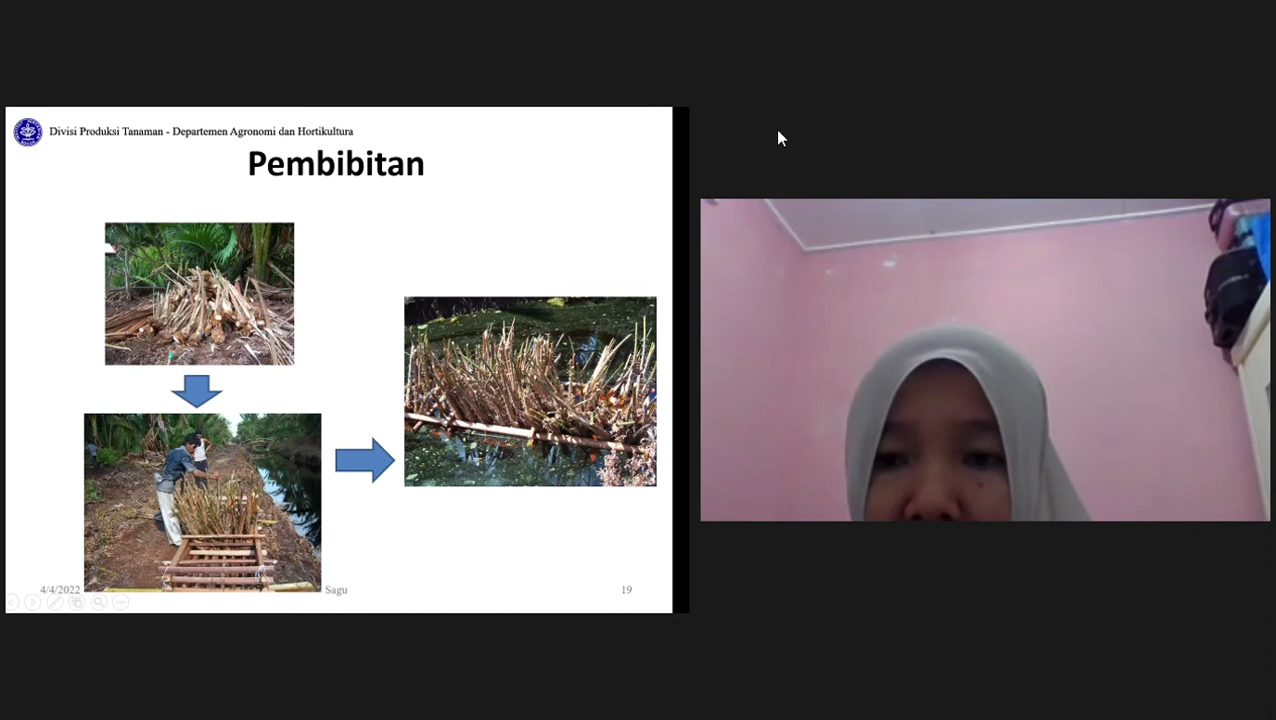 Divisi Produksi Tanaman - Departemen Agronomi dan Hortikultura
Pembibitan
4/4/2022
Sagu
19